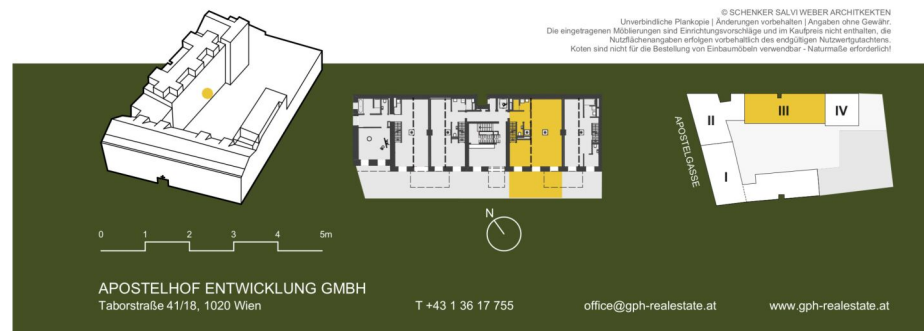 © SCHENKER SALVI WEBER ARCHITKEKTEN
Unverbindliche Plankopie | Änderungen vorbehalten | Angaben ohne Gewähr.
Die eingetragenen Möblierungen sind Einrichtungsvorschläge und im Kaufpreis nicht enthalten, die
Nutzflächenangaben erfolgen vorbehaltlich des endgültigen Nutzwertgutachtens.
Koten sind nicht für die Bestellung von Einbaumöbeln verwendbar - Naturmaße erforderlich!
APOSTELGASSE
II
III
IV
I
N
0 1 2 3 4 5m
APOSTELHOF ENTWICKLUNG GMBH
Taborstraße 41/18, 1020 Wien
T +43 1 36 17 755
office@gph-realestate.at
www.gph-realestate.at